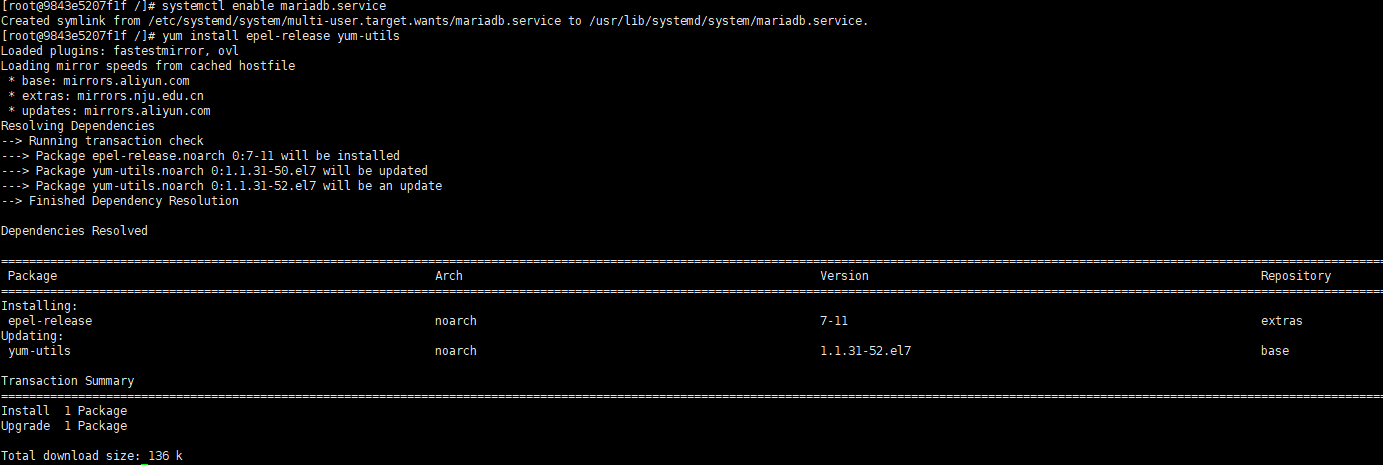 [root@9843e5207f1f /]# systemctl enable mariadb.service
Created symlink from /etc/systemd/system/multi-user.target.wants/mariadb.service to /usr/lib/systemd/system/mariadb.service.
[root@9843e5207f1f /]# yum install epel-release yum-utils
Loaded plugins: fastestmirror, ovl
Loading mirror speeds from cached hostfile
 * base: mirrors.aliyun.com
 * extras: mirrors.nju.edu.cn
 * updates: mirrors.aliyun.com
Resolving Dependencies
--> Running transaction check
---> Package epel-release.noarch 0:7-11 will be installed
---> Package yum-utils.noarch 0:1.1.31-50.el7 will be updated
---> Package yum-utils.noarch 0:1.1.31-52.el7 will be an update
--> Finished Dependency Resolution
Dependencies Resolved
Package Arch Version Repository
Installing:
epel-release noarch 7-11 extras
Updating:
yum-utils noarch 1.1.31-52.el7 base
Transaction Summary
Install 1 Package
Upgrade 1 Package
Total download size: 136 k